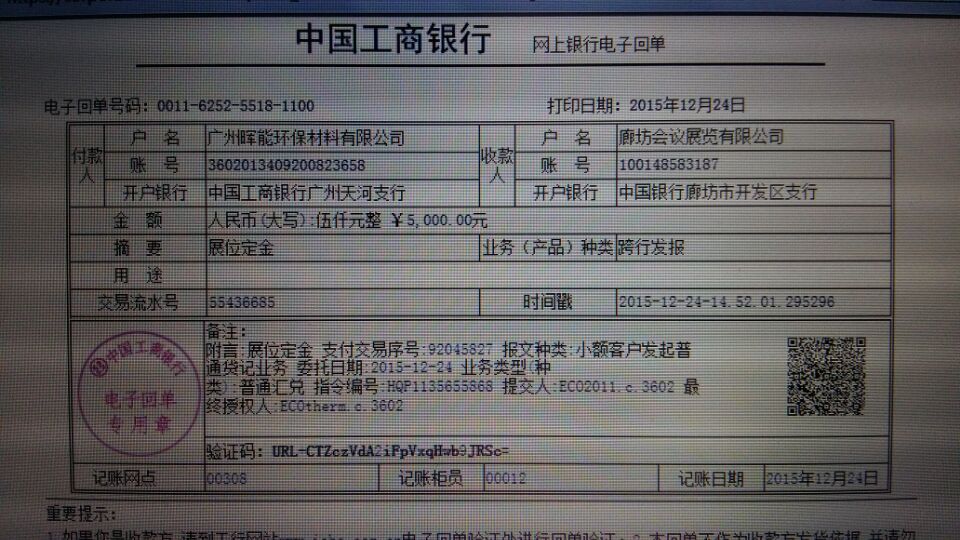 中国工商银行 网上银行电子回单
电子回单号码：0011-6252-5518-1100 打印日期：2015年12月24日
付款人 户 名 广州晖能环保材料有限公司 收款人 户 名 廊坊会议展览有限公司
账 号 3602013409200823658 账 号 100148583187
开户银行 中国工商银行广州天河支行 开户银行 中国银行廊坊市开发区支行
金 额 人民币(大写):伍仟元整 ￥5,000.00元
摘 要 展位定金 业务（产品）种类 跨行发报
用 途
交易流水号 55436685 时间戳 2015-12-24-14.52.01.295296
备注：
附言:展位定金 支付交易序号:92045827 报文种类:小额客户发起普
通贷记业务 委托日期:2015-12-24 业务类型(种
类):普通汇兑 指令编号:HQP1135655868 提交人:ECO2011.c.3602 最
终授权人:ECOtherm.c.3602
中国工商银行
电子回单
专用章
验证码：URL-CTZczVdA2iFpVxqHwb9JRSc=
记账网点 00308 记账柜员 00012 记账日期 2015年12月24日
重要提示：